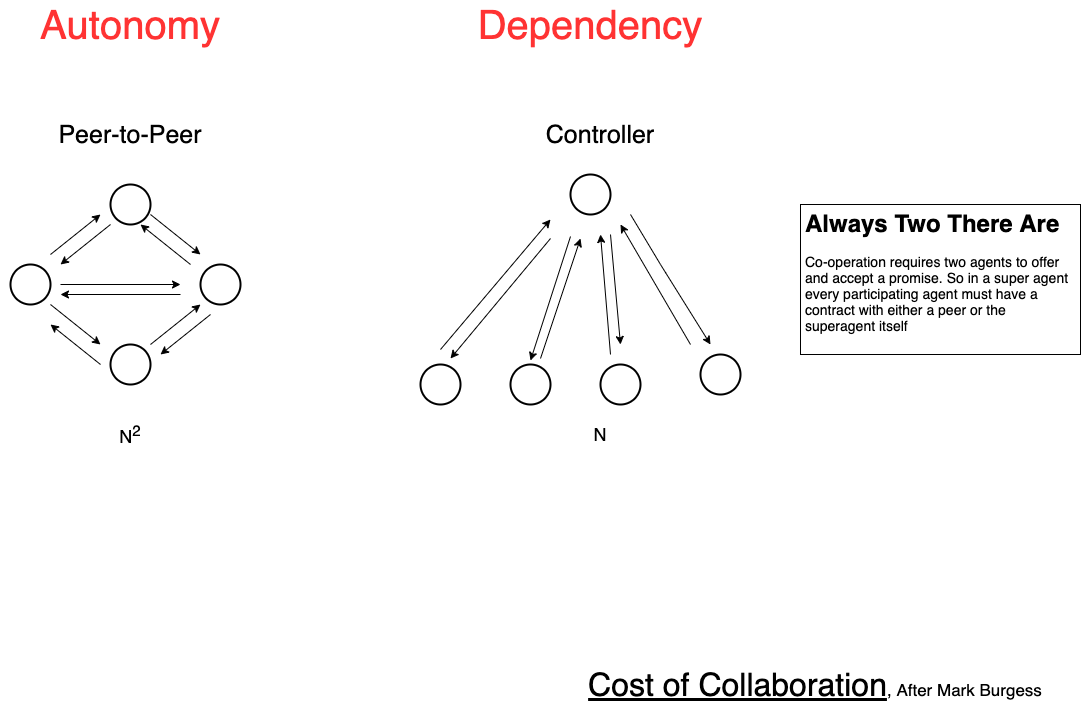 Autonomy
Dependency
Peer-to-Peer
Controller
Always Two There Are
Co-operation requires two agents to offer
and accept a promise. So in a super agent
every participating agent must have a
contract with either a peer or the
superagent itself
N²
N
Cost of Collaboration, After Mark Burgess